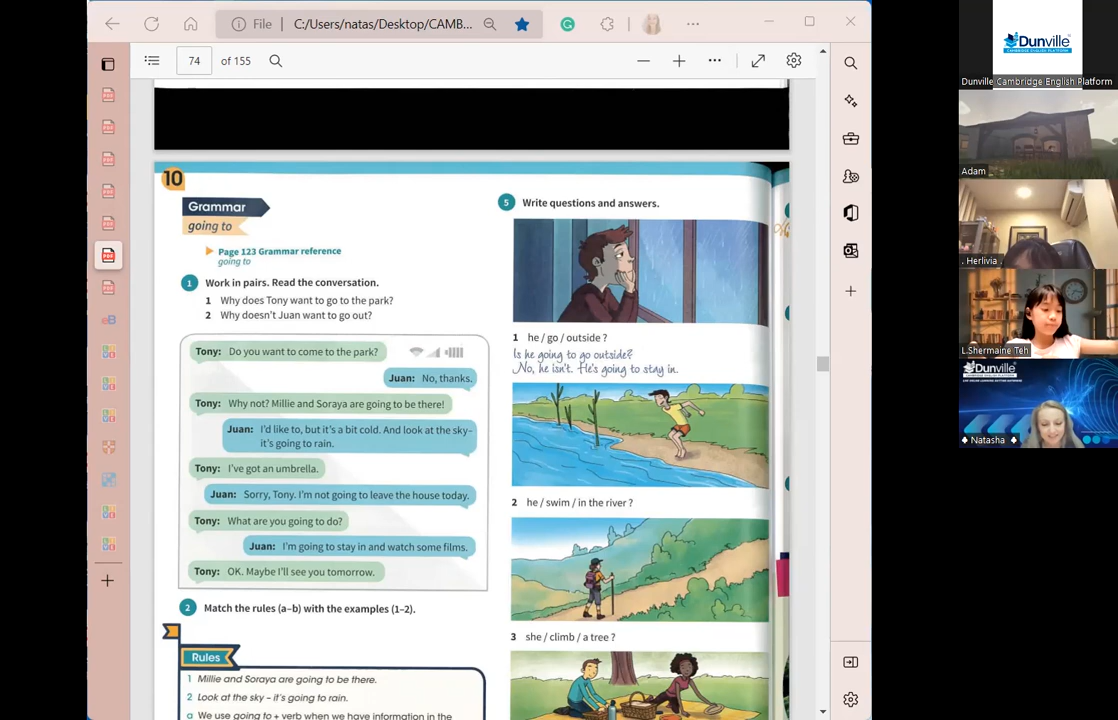 File
C:/Users/natas/Desktop/CAMB...
74
of 155
10
Grammar
going to
Page 123 Grammar reference
going to
1 Work in pairs. Read the conversation.
1 Why does Tony want to go to the park?
2 Why doesn't Juan want to go out?
Tony: Do you want to come to the park?
Juan: No, thanks.
Tony: Why not? Millie and Soraya are going to be there!
Juan: I'd like to, but it's a bit cold. And look at the sky–
it's going to rain.
Tony: I've got an umbrella.
Juan: Sorry, Tony. I'm not going to leave the house today.
Tony: What are you going to do?
Juan: I'm going to stay in and watch some films.
Tony: OK. Maybe I'll see you tomorrow.
2 Match the rules (a–b) with the examples (1–2).
Rules
1 Millie and Soraya are going to be there.
2 Look at the sky – it's going to rain.
a We use going to + verb when we have information in the
5 Write questions and answers.
1 he / go / outside ?
Is he going to go outside?
No, he isn't. He's going to stay in.
2 he / swim / in the river ?
3 she / climb / a tree ?
Dunville
CAMBRIDGE ENGLISH PLATFORM
Dunville Cambridge English Platform
Adam
. Herlivia .
L.Shermaine Teh
Dunville
Natasha